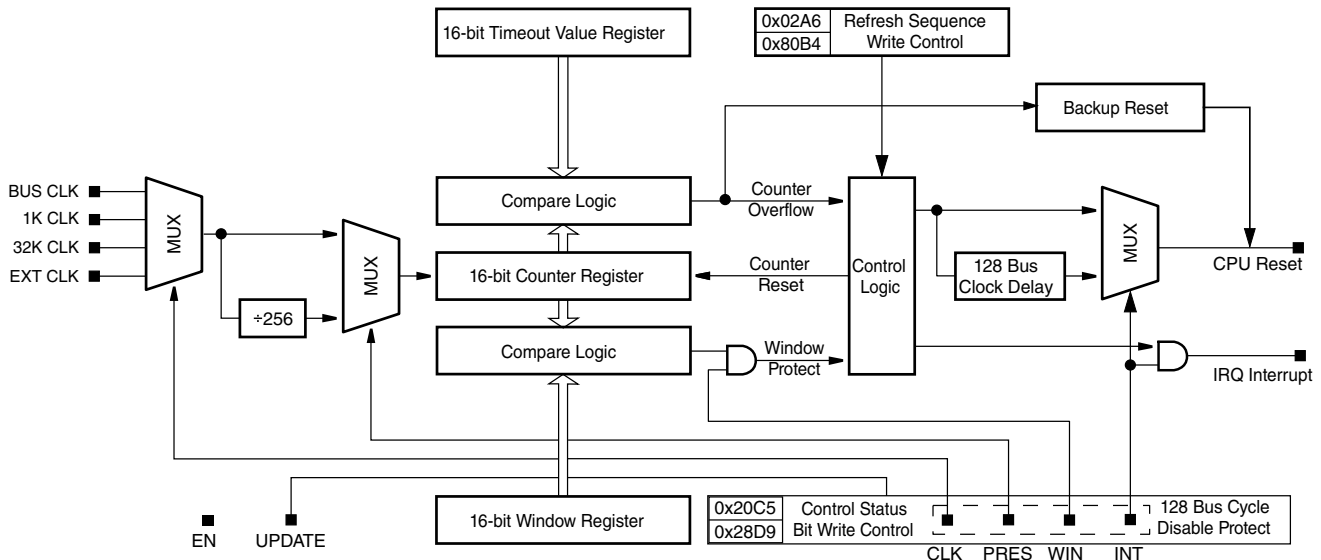 16-bit Timeout Value Register
0x02A6
0x80B4
Refresh Sequence
Write Control
Backup Reset
BUS CLK
1K CLK
32K CLK
EXT CLK
MUX
÷256
MUX
Compare Logic
16-bit Counter Register
Compare Logic
Counter
Overflow
Counter
Reset
Window
Protect
Control
Logic
128 Bus
Clock Delay
MUX
CPU Reset
IRQ Interrupt
EN
UPDATE
16-bit Window Register
0x20C5
0x28D9
Control Status
Bit Write Control
128 Bus Cycle
Disable Protect
CLK
PRES
WIN
INT